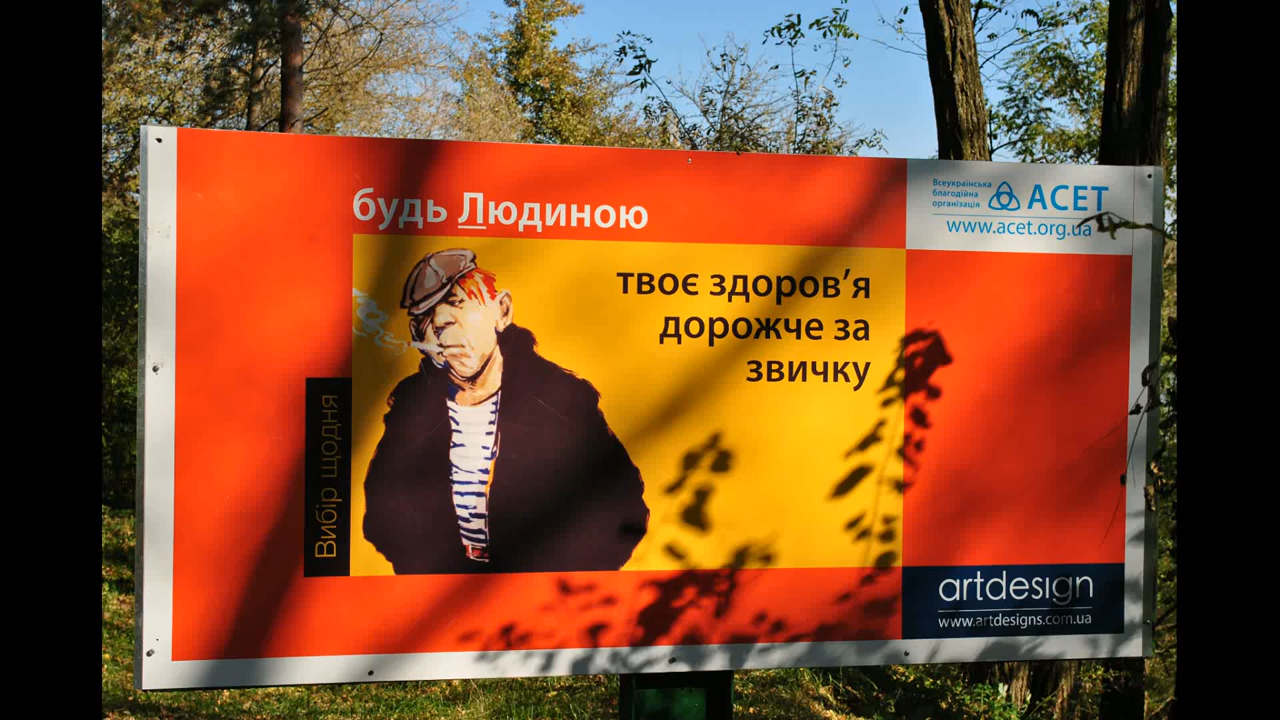 будь Людиною
Всеукраїнська
благодійна
організація
ACET
www.acet.org.ua
твоє здоров’я
дорожче за
звичку
Вибір щодня
artdesign
www.artdesigns.com.ua